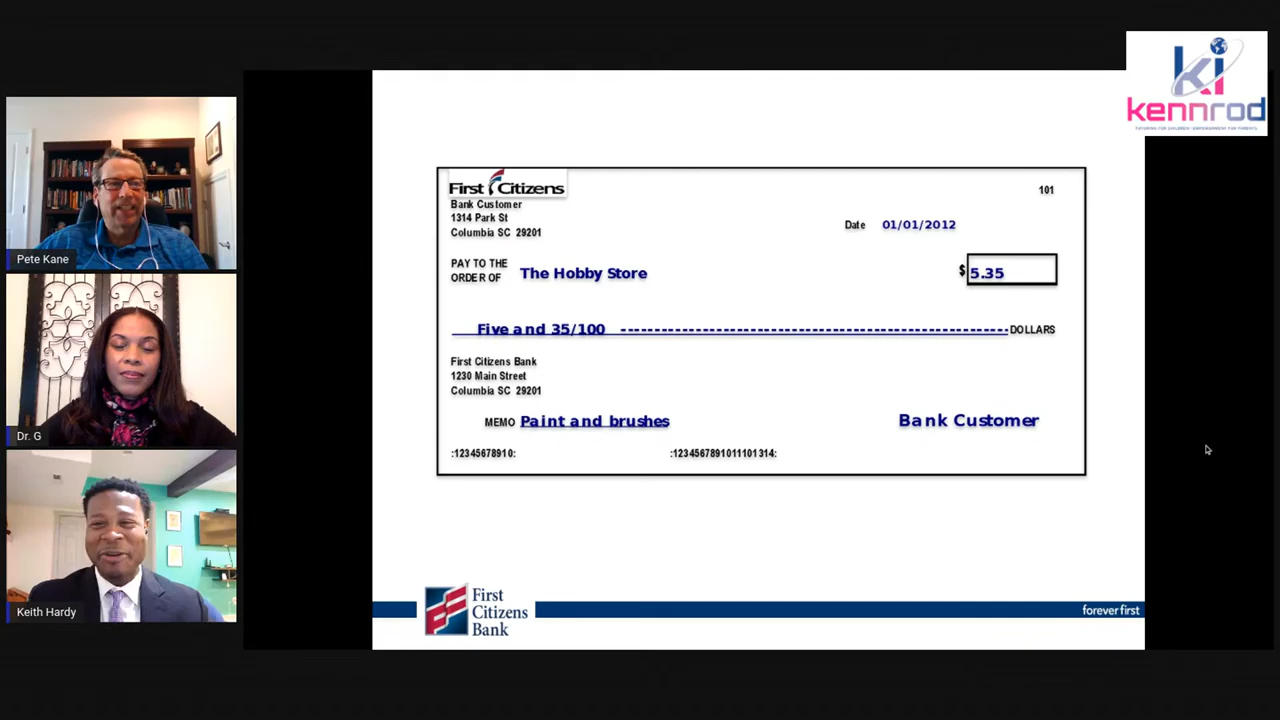 ki
kennrod
Pete Kane
Dr. G
Keith Hardy
First Citizens
101
Bank Customer
1314 Park St
Columbia SC 29201
Date 01/01/2012
PAY TO THE
ORDER OF The Hobby Store $ 5.35
Five and 35/100 ---------------------------------------------------------- DOLLARS
First Citizens Bank
1230 Main Street
Columbia SC 29201
MEMO Paint and brushes Bank Customer
:12345678910: :1234567891011101314:
First
Citizens
Bank
forever first